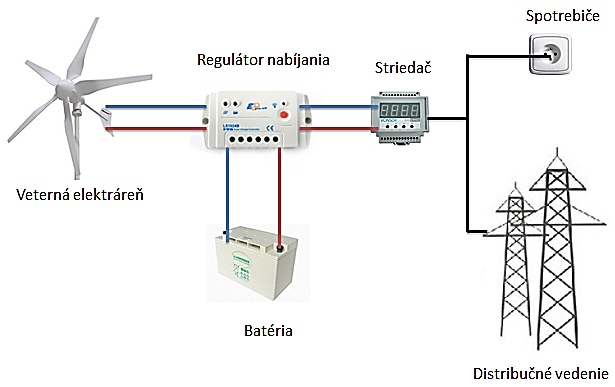 Spotrebiče
Regulátor nabíjania
Striedač
Veterná elektráreň
Batéria
Distribučné vedenie